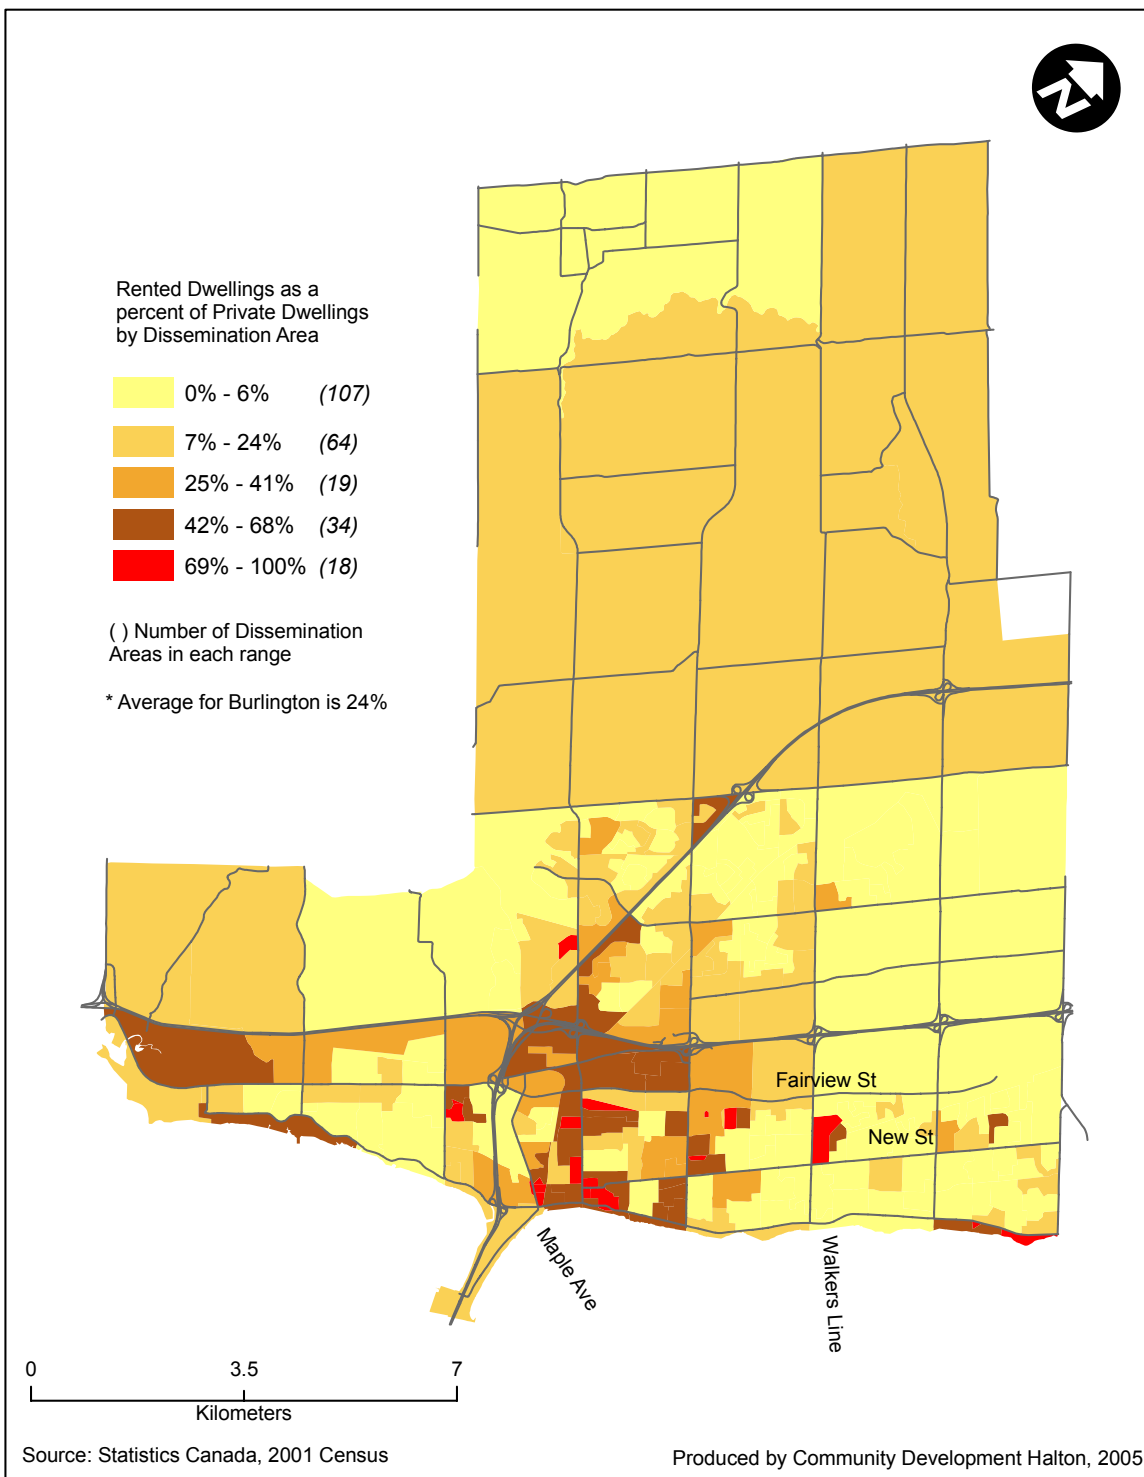 N
Rented Dwellings as a
percent of Private Dwellings
by Dissemination Area
0% - 6% (107)
7% - 24% (64)
25% - 41% (19)
42% - 68% (34)
69% - 100% (18)
( ) Number of Dissemination
Areas in each range
* Average for Burlington is 24%
Fairview St
New St
Maple Ave
Walkers Line
0 3.5 7
Kilometers
Source: Statistics Canada, 2001 Census
Produced by Community Development Halton, 2005